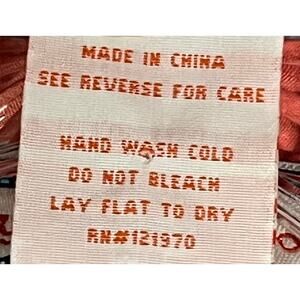 MADE IN CHINA
SEE REVERSE FOR CARE
HAND WASH COLD
DO NOT BLEACH
LAY FLAT TO DRY
RN#121970